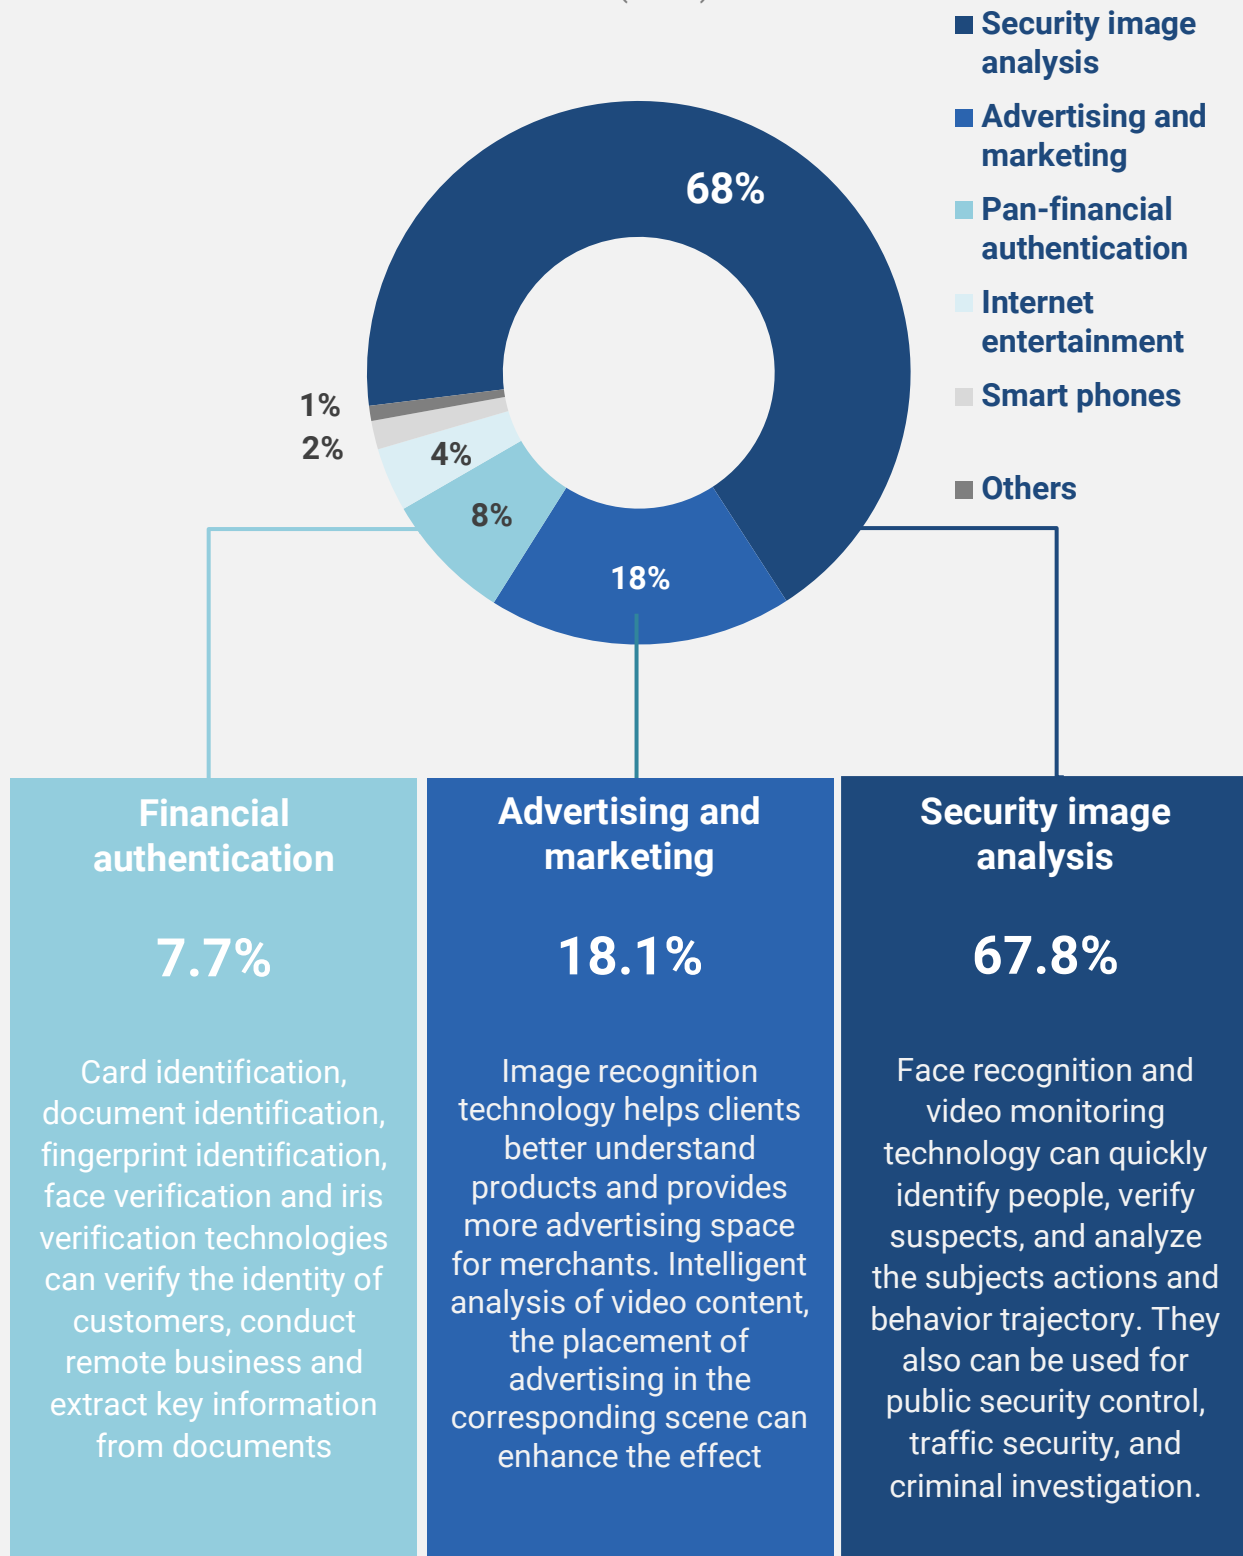 Security image
analysis
Advertising and
marketing
Pan-financial
authentication
Internet
entertainment
Smart phones
Others
68%
1%
2%
4%
8%
18%
Financial
authentication
7.7%
Card identification,
document identification,
fingerprint identification,
face verification and iris
verification technologies
can verify the identity of
customers, conduct
remote business and
extract key information
from documents
Advertising and
marketing
18.1%
Image recognition
technology helps clients
better understand
products and provides
more advertising space
for merchants. Intelligent
analysis of video content,
the placement of
advertising in the
corresponding scene can
enhance the effect
Security image
analysis
67.8%
Face recognition and
video monitoring
technology can quickly
identify people, verify
suspects, and analyze
the subjects actions and
behavior trajectory. They
also can be used for
public security control,
traffic security, and
criminal investigation.